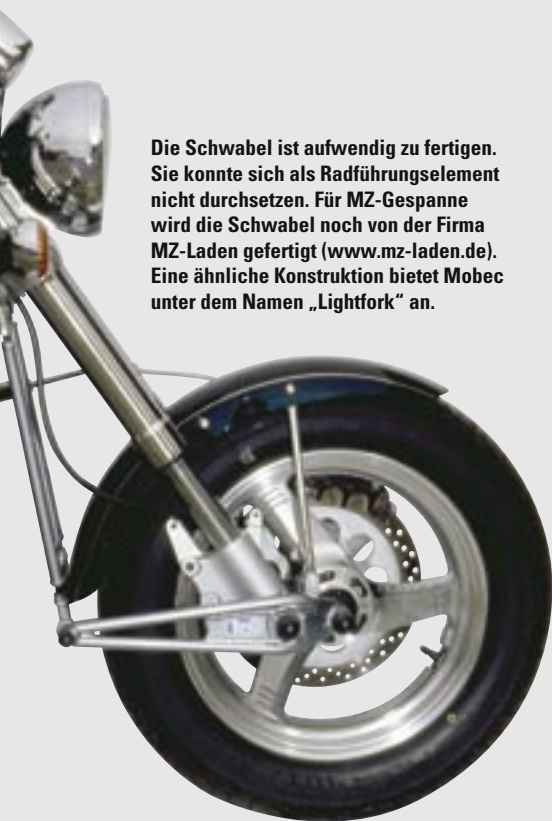 Die Schwabel ist aufwendig zu fertigen.
Sie konnte sich als Radführungselement
nicht durchsetzen. Für MZ-Gespanne
wird die Schwabel noch von der Firma
MZ-Laden gefertigt (www.mz-laden.de).
Eine ähnliche Konstruktion bietet Mobec
unter dem Namen „Lightfork“ an.